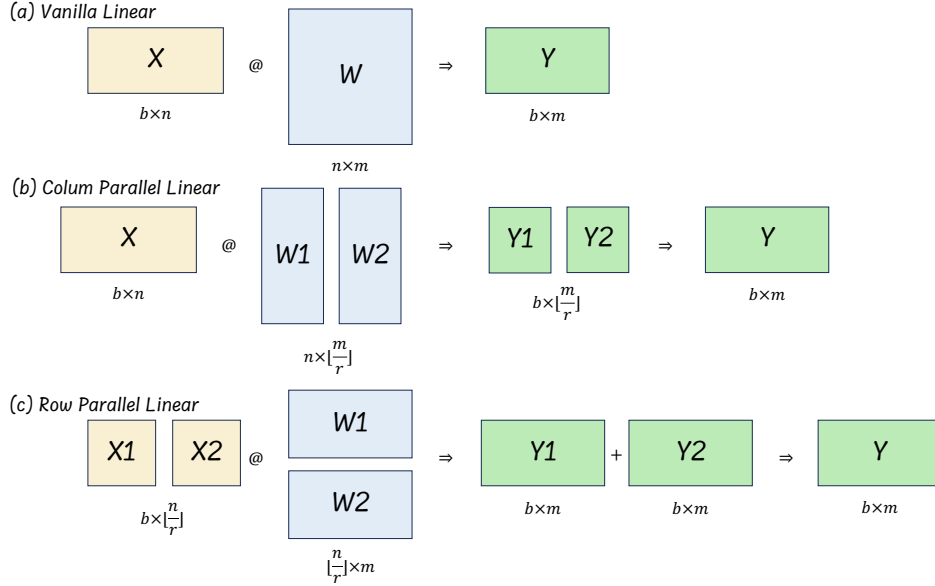 (a) Vanilla Linear
X @ W ⇒ Y
b×n
b×m
n×m
(b) Colum Parallel Linear
X @ W1 W2 ⇒ Y1 Y2 ⇒ Y
b×n
b×⌊m/r⌋
b×m
n×⌊m/r⌋
(c) Row Parallel Linear
W1
X1 X2 @ ⇒ Y1 + Y2 ⇒ Y
W2
b×⌊n/r⌋
b×m
b×m
b×m
⌊n/r⌋×m